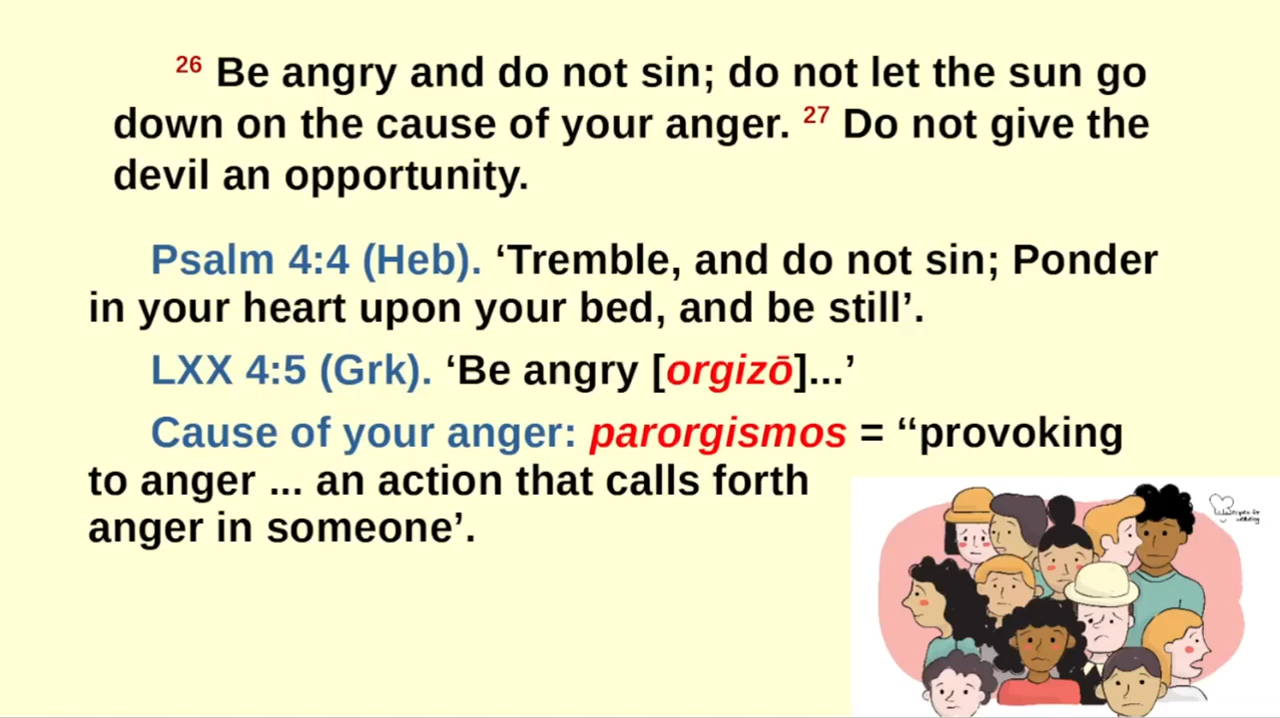 26 Be angry and do not sin; do not let the sun go
down on the cause of your anger. 27 Do not give the
devil an opportunity.
Psalm 4:4 (Heb). ‘Tremble, and do not sin; Ponder
in your heart upon your bed, and be still’.
LXX 4:5 (Grk). ‘Be angry [orgizō]...’
Cause of your anger: parorgismos = “provoking
to anger ... an action that calls forth
anger in someone’.